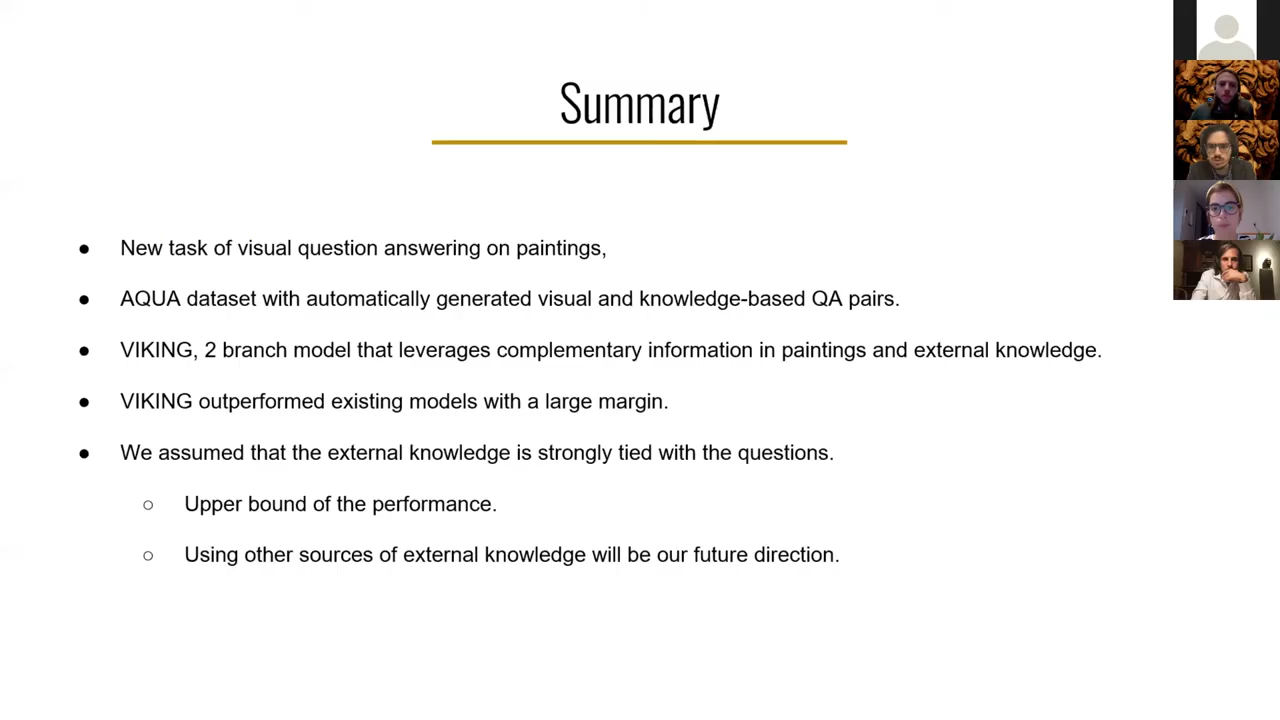 Summary
● New task of visual question answering on paintings,
● AQUA dataset with automatically generated visual and knowledge-based QA pairs.
● VIKING, 2 branch model that leverages complementary information in paintings and external knowledge.
● VIKING outperformed existing models with a large margin.
● We assumed that the external knowledge is strongly tied with the questions.
○ Upper bound of the performance.
○ Using other sources of external knowledge will be our future direction.